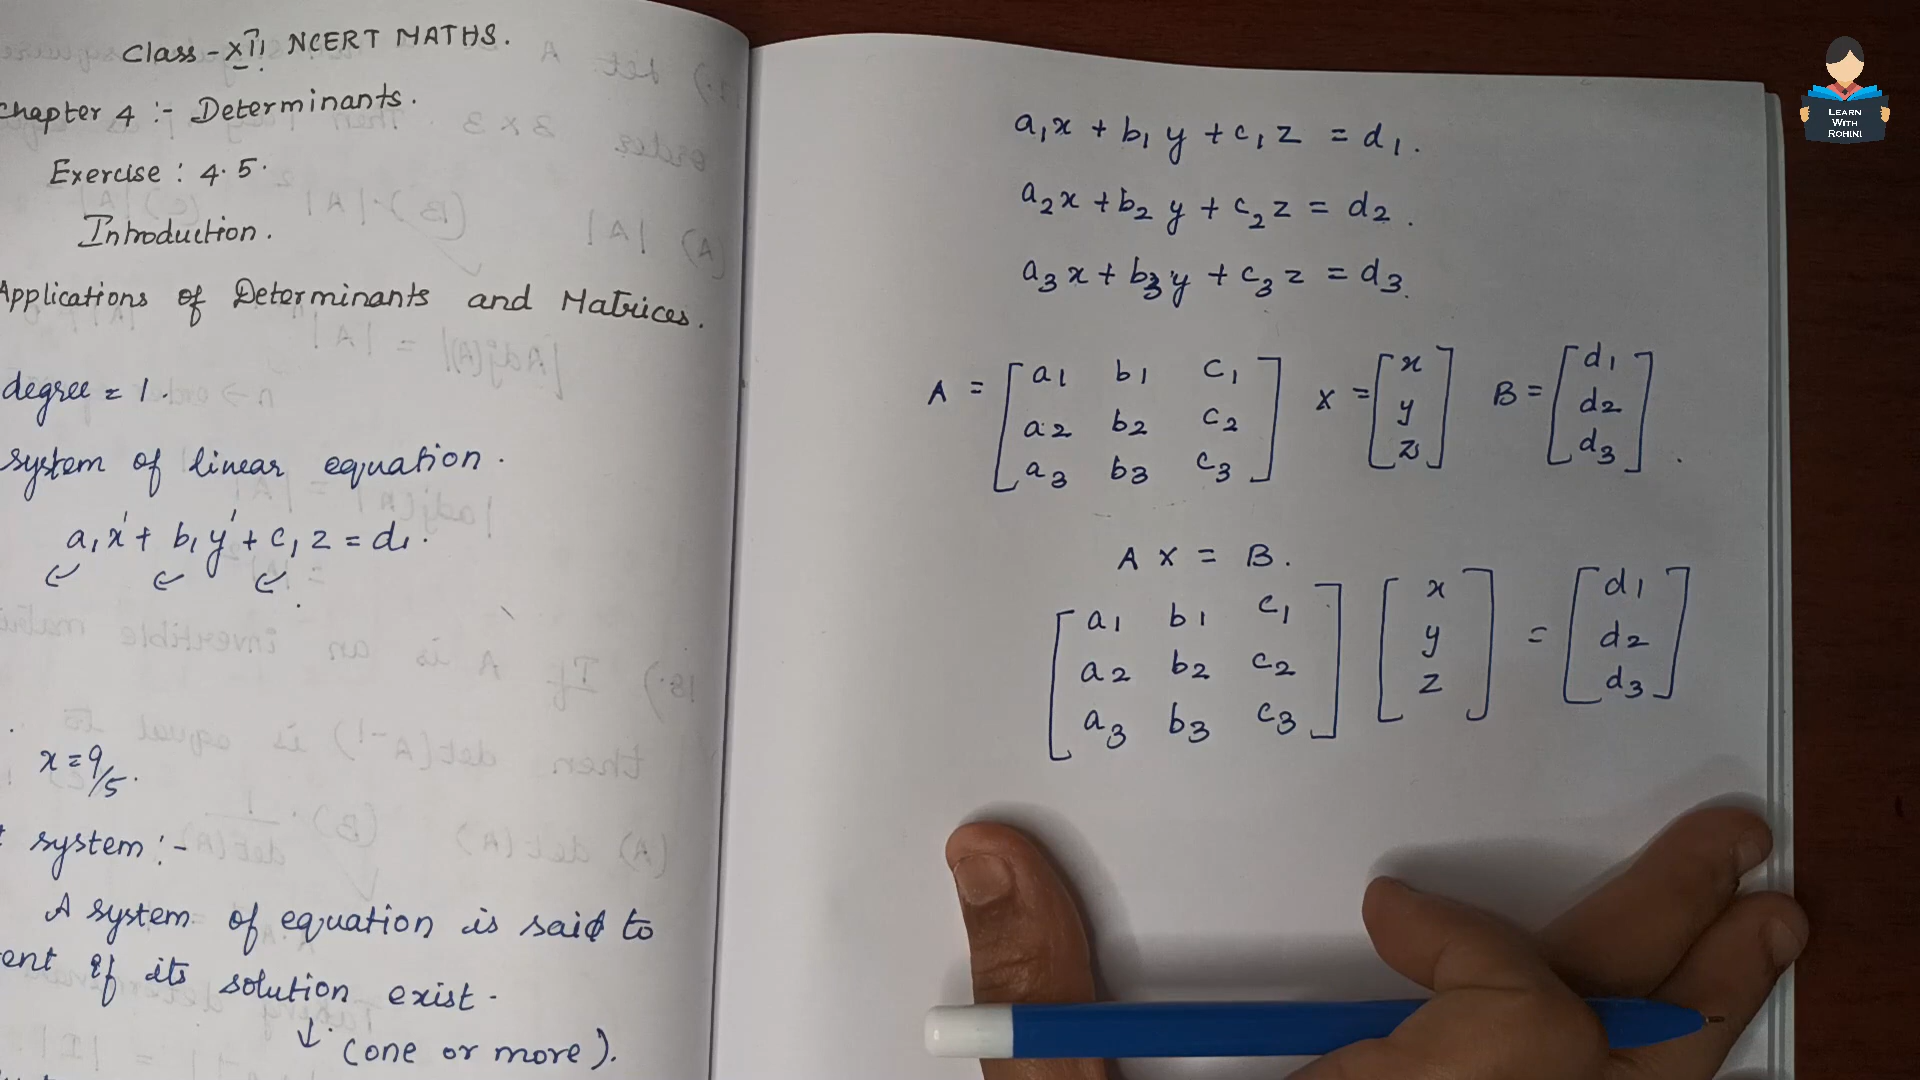 Class - XII NCERT MATHS.
Chapter 4 :- Determinants.
Exercise : 4.5.
Introduction.
Applications of Determinants and Matrices.
degree = 1.
system of linear equation.
a₁x¹ + b₁y¹ + c₁z = d₁.
x = 9/5.
system :-
A system of equation is said to
ent if its solution exist.
↓ (one or more).
a₁x + b₁y + c₁z = d₁.
a₂x + b₂y + c₂z = d₂.
a₃x + b₃y + c₃z = d₃.
A = [a₁ b₁ c₁ X = [x B = [d₁
a₂ b₂ c₂ y d₂
a₃ b₃ c₃] z] d₃].
A X = B.
[a₁ b₁ c₁ [x [d₁
a₂ b₂ c₂ y = d₂
a₃ b₃ c₃] z] d₃]
LEARN
WITH
ROHINI